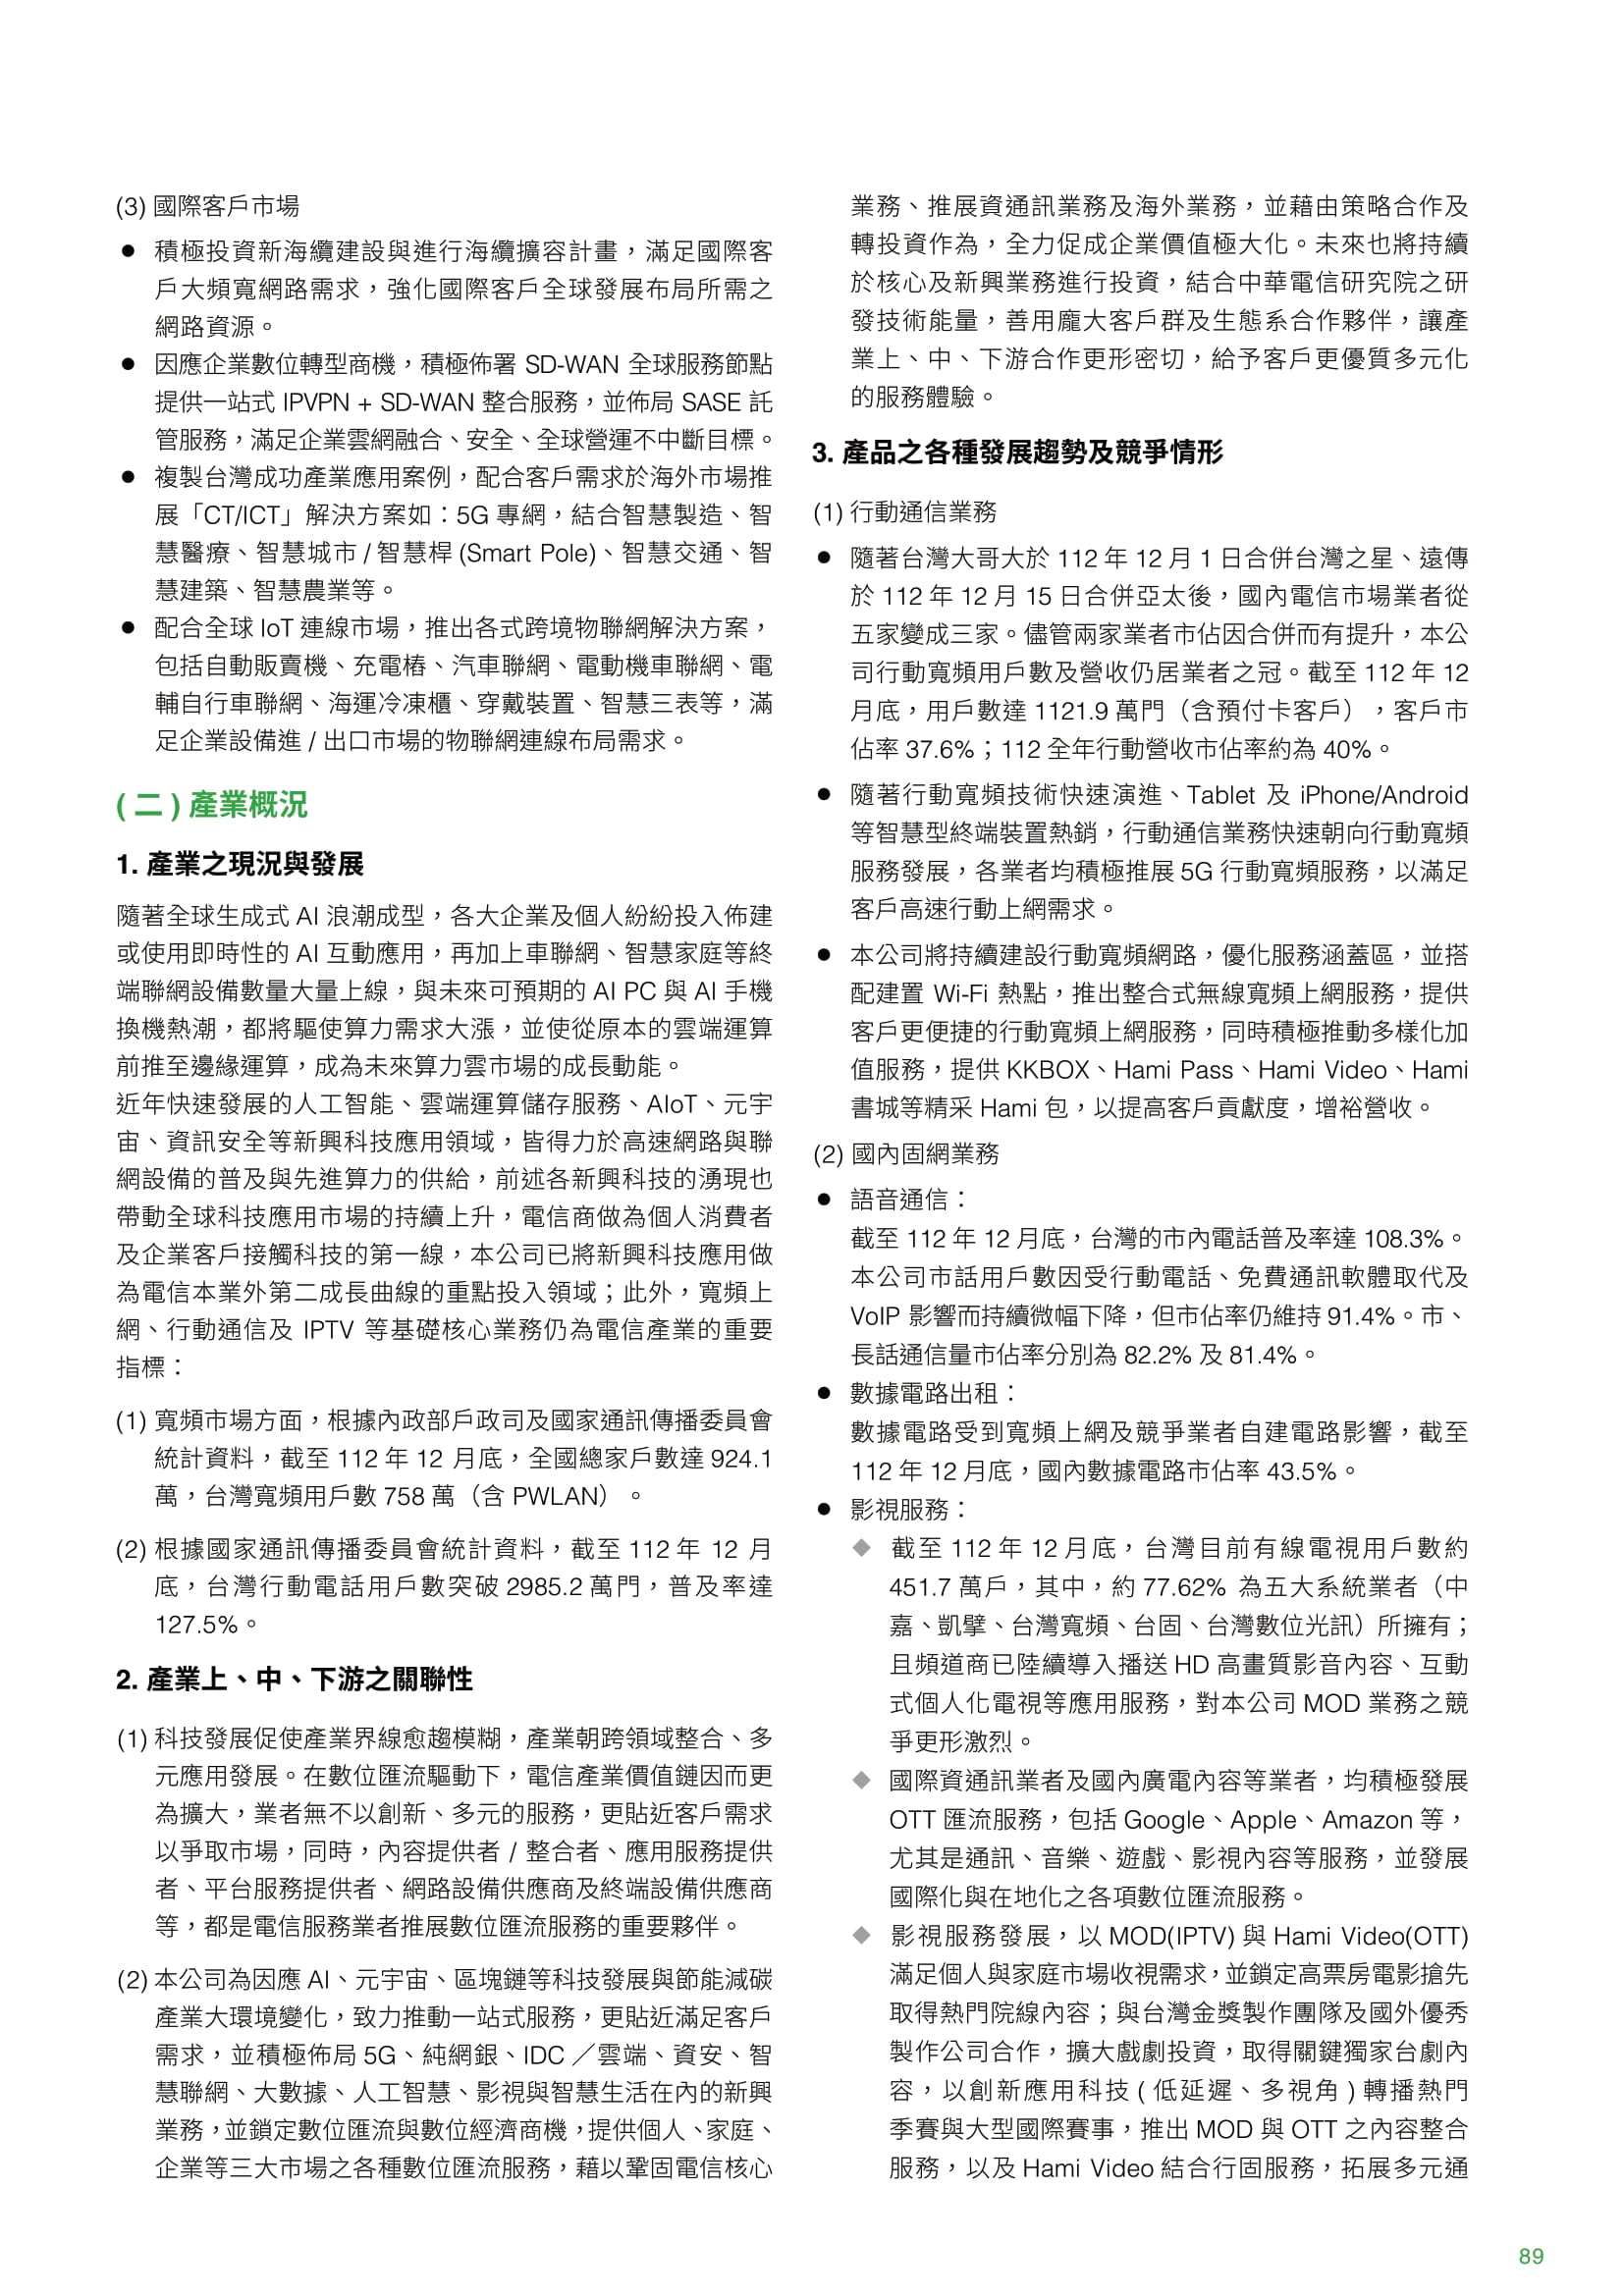 (3) 國際客戶市場
● 積極投資新海纜建設與進行海纜擴容計畫，滿足國際客
戶大頻寬網路需求，強化國際客戶全球發展布局所需之
網路資源。
● 因應企業數位轉型商機，積極佈署 SD-WAN 全球服務節點
提供一站式 IPVPN + SD-WAN 整合服務，並佈局 SASE 託
管服務，滿足企業雲網融合、安全、全球營運不中斷目標。
● 複製台灣成功產業應用案例，配合客戶需求於海外市場推
展「CT/ICT」解決方案如：5G 專網，結合智慧製造、智
慧醫療、智慧城市 / 智慧桿 (Smart Pole)、智慧交通、智
慧建築、智慧農業等。
● 配合全球 IoT 連線市場，推出各式跨境物聯網解決方案，
包括自動販賣機、充電樁、汽車聯網、電動機車聯網、電
輔自行車聯網、海運冷凍櫃、穿戴裝置、智慧三表等，滿
足企業設備進 / 出口市場的物聯網連線布局需求。
( 二 ) 產業概況
1. 產業之現況與發展
隨著全球生成式 AI 浪潮成型，各大企業及個人紛紛投入佈建
或使用即時性的 AI 互動應用，再加上車聯網、智慧家庭等終
端聯網設備數量大量上線，與未來可預期的 AI PC 與 AI 手機
換機熱潮，都將驅使算力需求大漲，並使從原本的雲端運算
前推至邊緣運算，成為未來算力雲市場的成長動能。
近年快速發展的人工智能、雲端運算儲存服務、AIoT、元宇
宙、資訊安全等新興科技應用領域，皆得力於高速網路與聯
網設備的普及與先進算力的供給，前述各新興科技的湧現也
帶動全球科技應用市場的持續上升，電信商做為個人消費者
及企業客戶接觸科技的第一線，本公司已將新興科技應用做
為電信本業外第二成長曲線的重點投入領域；此外，寬頻上
網、行動通信及 IPTV 等基礎核心業務仍為電信產業的重要
指標：
(1) 寬頻市場方面，根據內政部戶政司及國家通訊傳播委員會
統計資料，截至 112 年 12 月底，全國總家戶數達 924.1
萬，台灣寬頻用戶數 758 萬（含 PWLAN）。
(2) 根據國家通訊傳播委員會統計資料，截至 112 年 12 月
底，台灣行動電話用戶數突破 2985.2 萬門，普及率達
127.5%。
2. 產業上、中、下游之關聯性
(1) 科技發展促使產業界線愈趨模糊，產業朝跨領域整合、多
元應用發展。在數位匯流驅動下，電信產業價值鏈因而更
為擴大，業者無不以創新、多元的服務，更貼近客戶需求
以爭取市場，同時，內容提供者 / 整合者、應用服務提供
者、平台服務提供者、網路設備供應商及終端設備供應商
等，都是電信服務業者推展數位匯流服務的重要夥伴。
(2) 本公司為因應 AI、元宇宙、區塊鏈等科技發展與節能減碳
產業大環境變化，致力推動一站式服務，更貼近滿足客戶
需求，並積極佈局 5G、純網銀、IDC ／雲端、資安、智
慧聯網、大數據、人工智慧、影視與智慧生活在內的新興
業務，並鎖定數位匯流與數位經濟商機，提供個人、家庭、
企業等三大市場之各種數位匯流服務，藉以鞏固電信核心
業務、推展資通訊業務及海外業務，並藉由策略合作及
轉投資作為，全力促成企業價值極大化。未來也將持續
於核心及新興業務進行投資，結合中華電信研究院之研
發技術能量，善用龐大客戶群及生態系合作夥伴，讓產
業上、中、下游合作更形密切，給予客戶更優質多元化
的服務體驗。
3. 產品之各種發展趨勢及競爭情形
(1) 行動通信業務
● 隨著台灣大哥大於 112 年 12 月 1 日合併台灣之星、遠傳
於 112 年 12 月 15 日合併亞太後，國內電信市場業者從
五家變成三家。儘管兩家業者市佔因合併而有提升，本公
司行動寬頻用戶數及營收仍居業者之冠。截至 112 年 12
月底，用戶數達 1121.9 萬門（含預付卡客戶），客戶市
佔率 37.6%；112 全年行動營收市佔率約為 40%。
● 隨著行動寬頻技術快速演進、Tablet 及 iPhone/Android
等智慧型終端裝置熱銷，行動通信業務快速朝向行動寬頻
服務發展，各業者均積極推展 5G 行動寬頻服務，以滿足
客戶高速行動上網需求。
● 本公司將持續建設行動寬頻網路，優化服務涵蓋區，並搭
配建置 Wi-Fi 熱點，推出整合式無線寬頻上網服務，提供
客戶更便捷的行動寬頻上網服務，同時積極推動多樣化加
值服務，提供 KKBOX、Hami Pass、Hami Video、Hami
書城等精采 Hami 包，以提高客戶貢獻度，增裕營收。
(2) 國內固網業務
● 語音通信：
截至 112 年 12 月底，台灣的市內電話普及率達 108.3%。
本公司市話用戶數因受行動電話、免費通訊軟體取代及
VoIP 影響而持續微幅下降，但市佔率仍維持 91.4%。市、
長話通信量市佔率分別為 82.2% 及 81.4%。
● 數據電路出租：
數據電路受到寬頻上網及競爭業者自建電路影響，截至
112 年 12 月底，國內數據電路市佔率 43.5%。
● 影視服務：
◆ 截至 112 年 12 月底，台灣目前有線電視用戶數約
451.7 萬戶，其中，約 77.62% 為五大系統業者（中
嘉、凱擘、台灣寬頻、台固、台灣數位光訊）所擁有；
且頻道商已陸續導入播送 HD 高畫質影音內容、互動
式個人化電視等應用服務，對本公司 MOD 業務之競
爭更形激烈。
◆ 國際資通訊業者及國內廣電內容等業者，均積極發展
OTT 匯流服務，包括 Google、Apple、Amazon 等，
尤其是通訊、音樂、遊戲、影視內容等服務，並發展
國際化與在地化之各項數位匯流服務。
◆ 影視服務發展，以 MOD(IPTV) 與 Hami Video(OTT)
滿足個人與家庭市場收視需求，並鎖定高票房電影搶先
取得熱門院線內容；與台灣金獎製作團隊及國外優秀
製作公司合作，擴大戲劇投資，取得關鍵獨家台劇內
容，以創新應用科技 ( 低延遲、多視角 ) 轉播熱門
季賽與大型國際賽事，推出 MOD 與 OTT 之內容整合
服務，以及 Hami Video 結合行固服務，拓展多元通
89